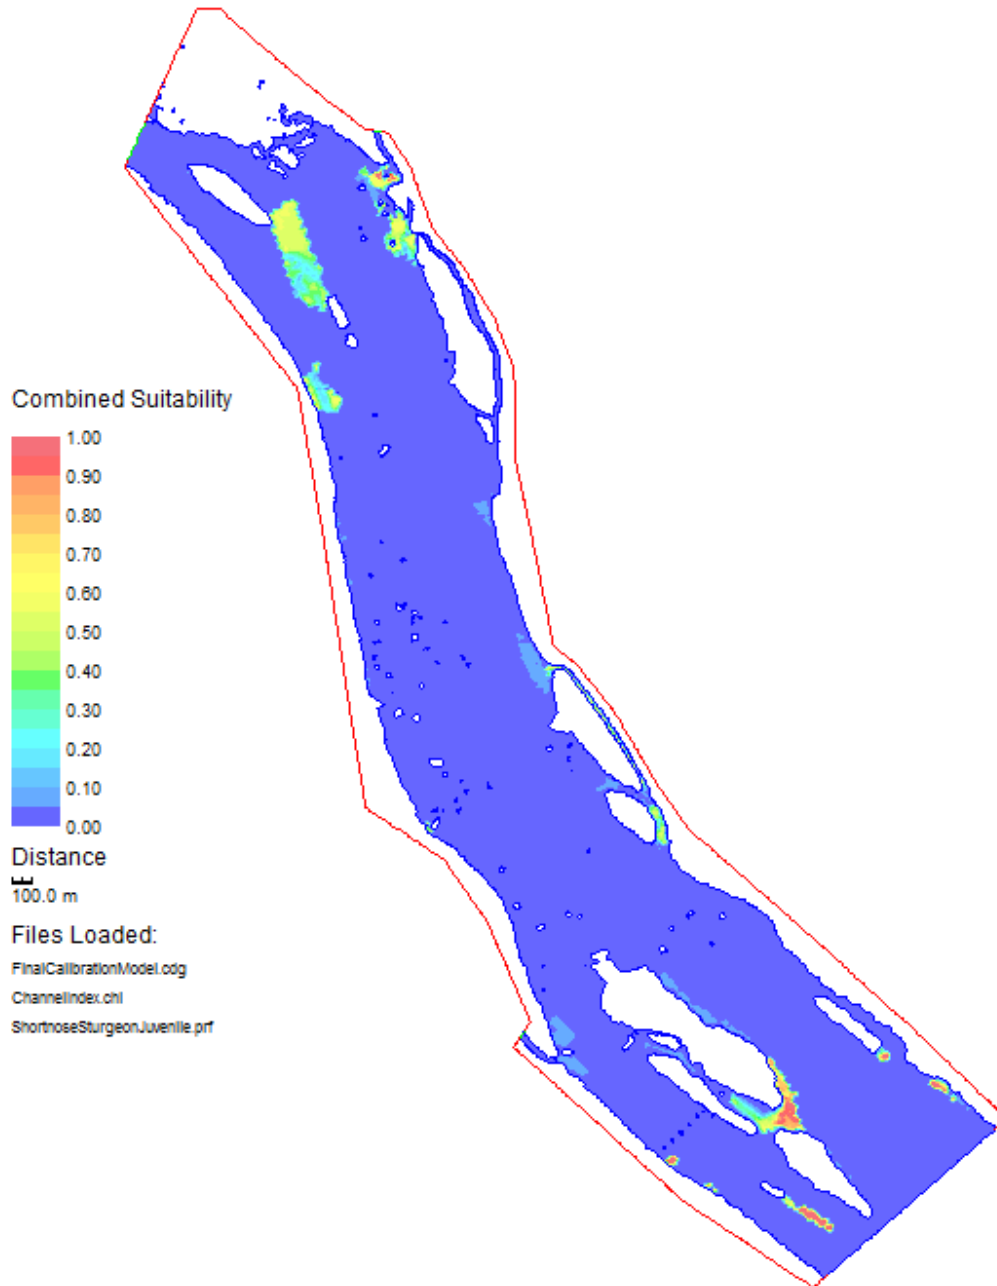 Combined Suitability
1.00
0.90
0.80
0.70
0.60
0.50
0.40
0.30
0.20
0.10
0.00
Distance
100.0 m
Files Loaded:
FinalCalibrationModel.cdg
ChannelIndex.chi
ShortnoseSturgeonJuvenile.prf